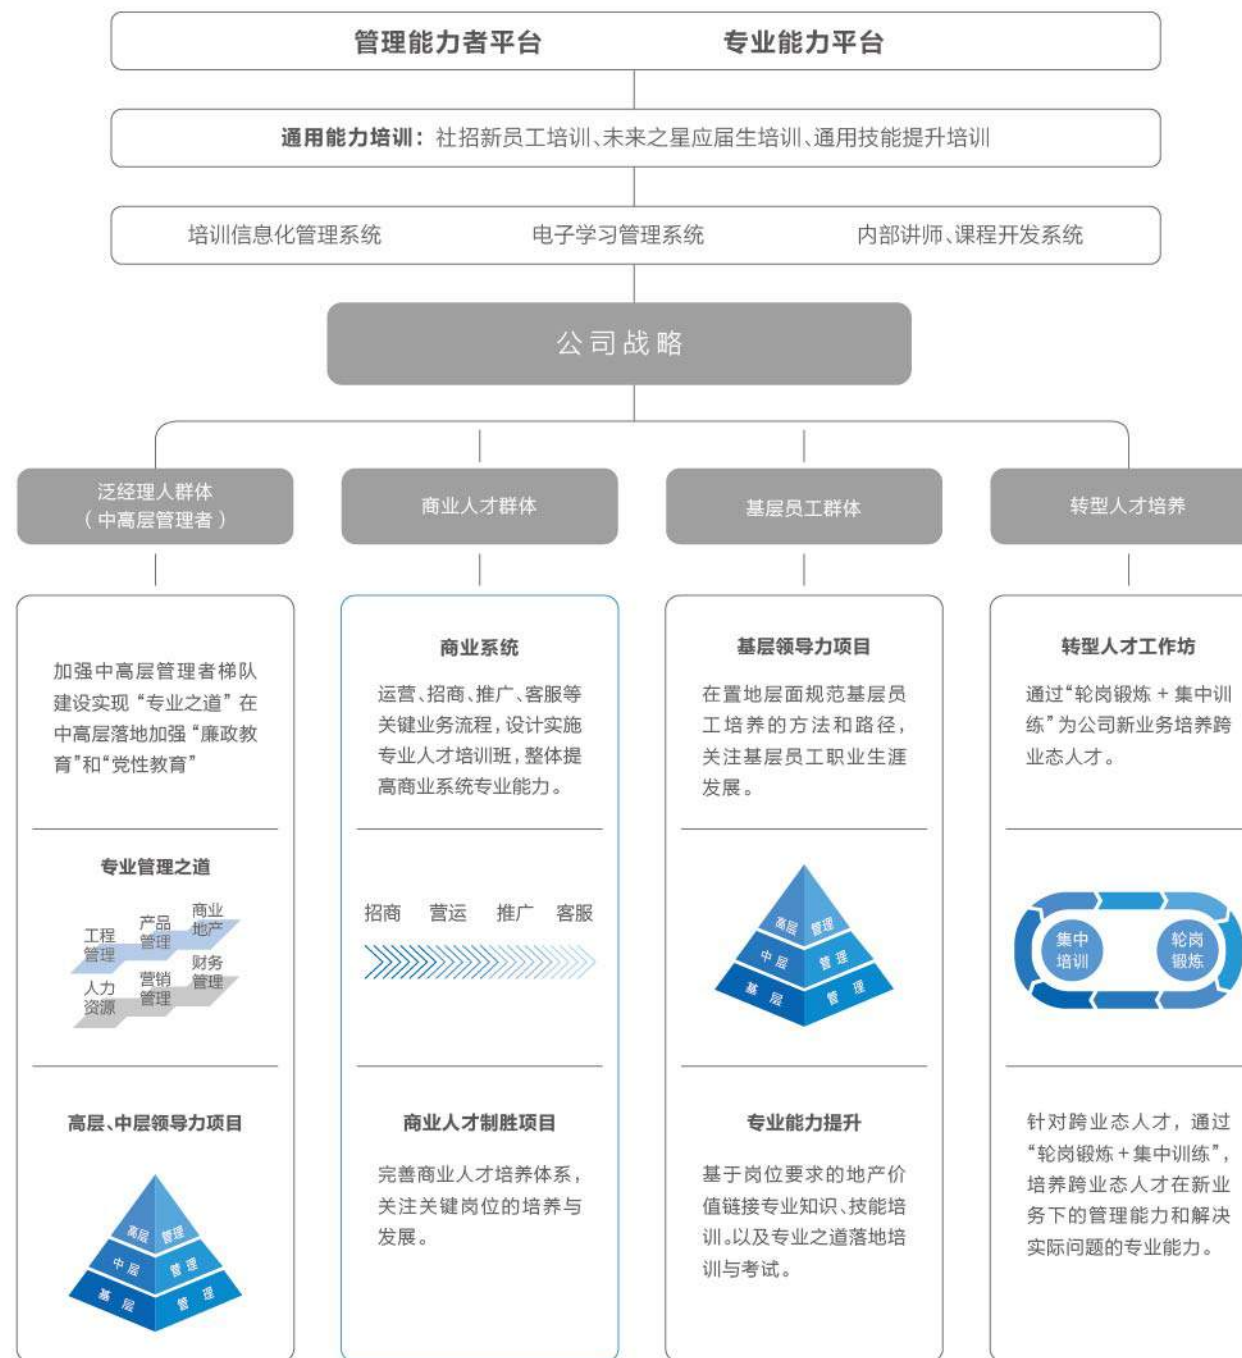 管理能力者平台 专业能力平台
通用能力培训：社招新员工培训、未来之星应届生培训、通用技能提升培训
培训信息化管理系统 电子学习管理系统 内部讲师、课程开发系统
公司战略
泛经理人群体
（中高层管理者）
加强中高层管理者梯队
建设实现“专业之道”在
中高层落地加强“廉政教
育”和“党性教育”
专业管理之道
工程
管理
产品
管理
商业
地产
人力
资源
营销
管理
财务
管理
高层、中层领导力项目
高层 管理
中层 管理
基层 管理
商业人才群体
商业系统
运营、招商、推广、客服等
关键业务流程，设计实施
专业人才培训班，整体提
高商业系统专业能力。
招商 营运 推广 客服
商业人才制胜项目
完善商业人才培养体系，
关注关键岗位的培养与
发展。
基层员工群体
基层领导力项目
在置地层面规范基层员
工培养的方法和路径，
关注基层员工职业生涯
发展。
高层 管理
中层 管理
基层 管理
专业能力提升
基于岗位要求的地产价
值链接专业知识、技能培
训。以及专业之道落地培
训与考试。
转型人才培养
转型人才工作坊
通过“轮岗锻炼 + 集中训
练”为公司新业务培养跨
业态人才。
集中
培训
轮岗
锻炼
针对跨业态人才，通过
“轮岗锻炼 + 集中训练”，
培养跨业态人才在新业
务下的管理能力和解决
实际问题的专业能力。